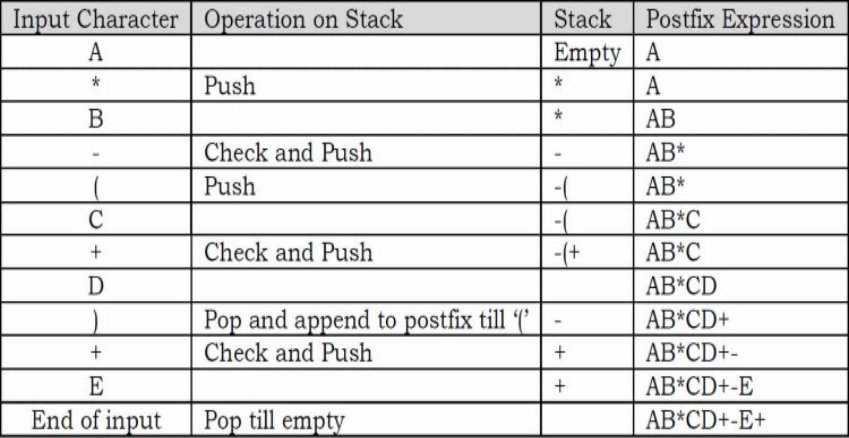 Input Character Operation on Stack Stack Postfix Expression
A Empty A
* Push * A
B * AB
- Check and Push - AB*
( Push -( AB*
C -( AB*C
+ Check and Push -(+ AB*C
D AB*CD
) Pop and append to postfix till '(' - AB*CD+
+ Check and Push + AB*CD+-
E + AB*CD+-E
End of input Pop till empty AB*CD+-E+